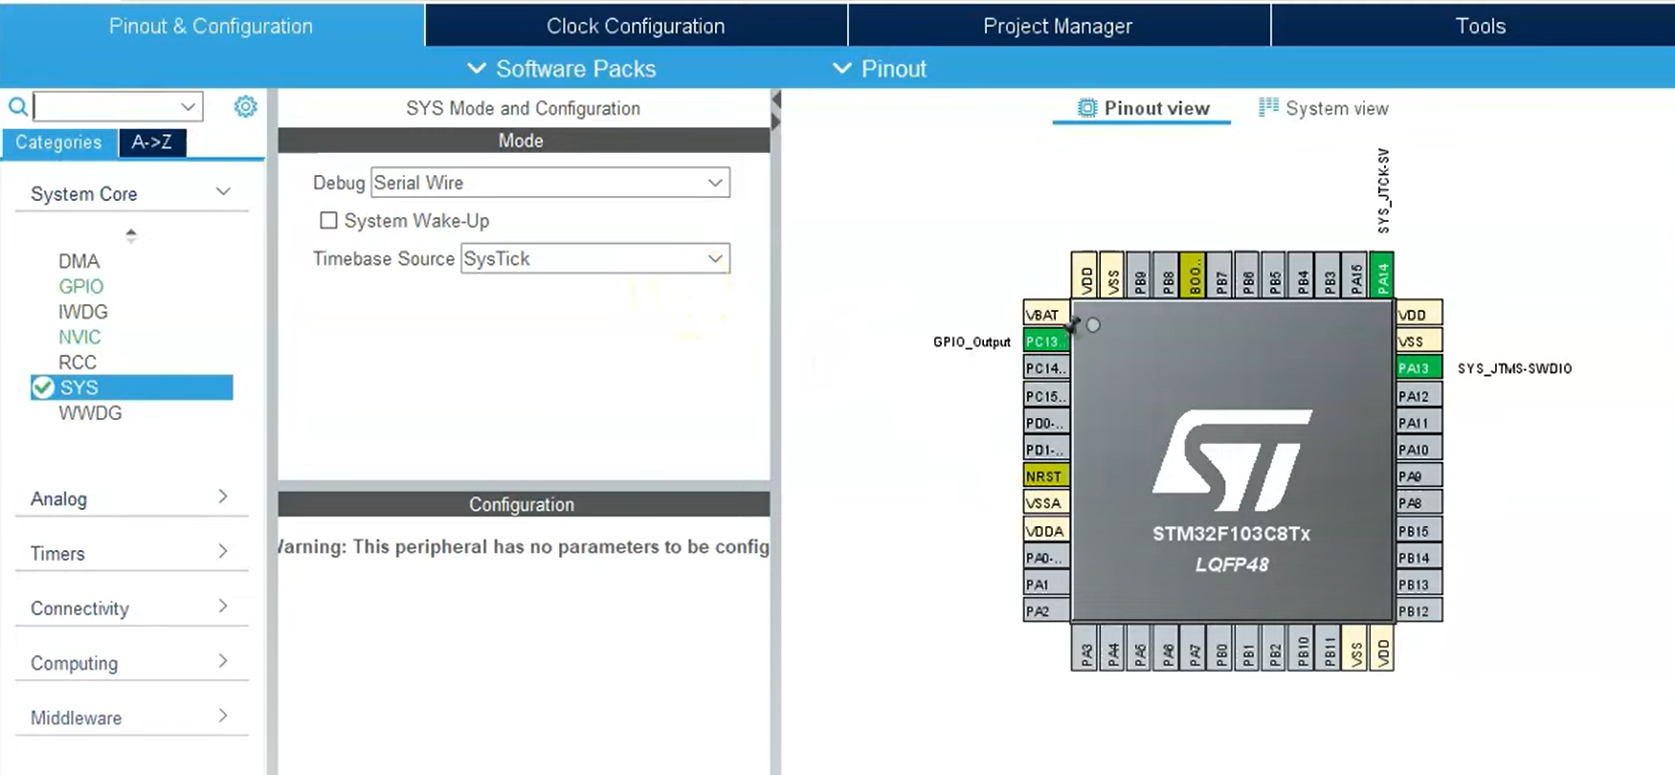 Pinout & Configuration
Clock Configuration
Project Manager
Tools
Software Packs
Pinout
Categories
A->Z
System Core
DMA
GPIO
IWDG
NVIC
RCC
SYS
WWDG
Analog
Timers
Connectivity
Computing
Middleware
SYS Mode and Configuration
Mode
Debug Serial Wire
System Wake-Up
Timebase Source SysTick
Configuration
Warning: This peripheral has no parameters to be config
Pinout view
System view
SYS_JTCK-SV
VDD
VSS
PB9
PB8
BOO..
PB7
PB6
PB5
PB4
PB3
PA15
PA14
VBAT
GPIO_Output
PC13..
PC14..
PC15..
PD0-..
PD1-..
NRST
VSSA
VDDA
PA0-..
PA1
PA2
ST
STM32F103C8Tx
LQFP48
VDD
VSS
PA13
SYS_JTMS-SWDIO
PA12
PA11
PA10
PA9
PA8
PB15
PB14
PB13
PB12
PA3
PA4
PA5
PA6
PA7
PB0
PB1
PB2
PB10
PB11
VSS
VDD